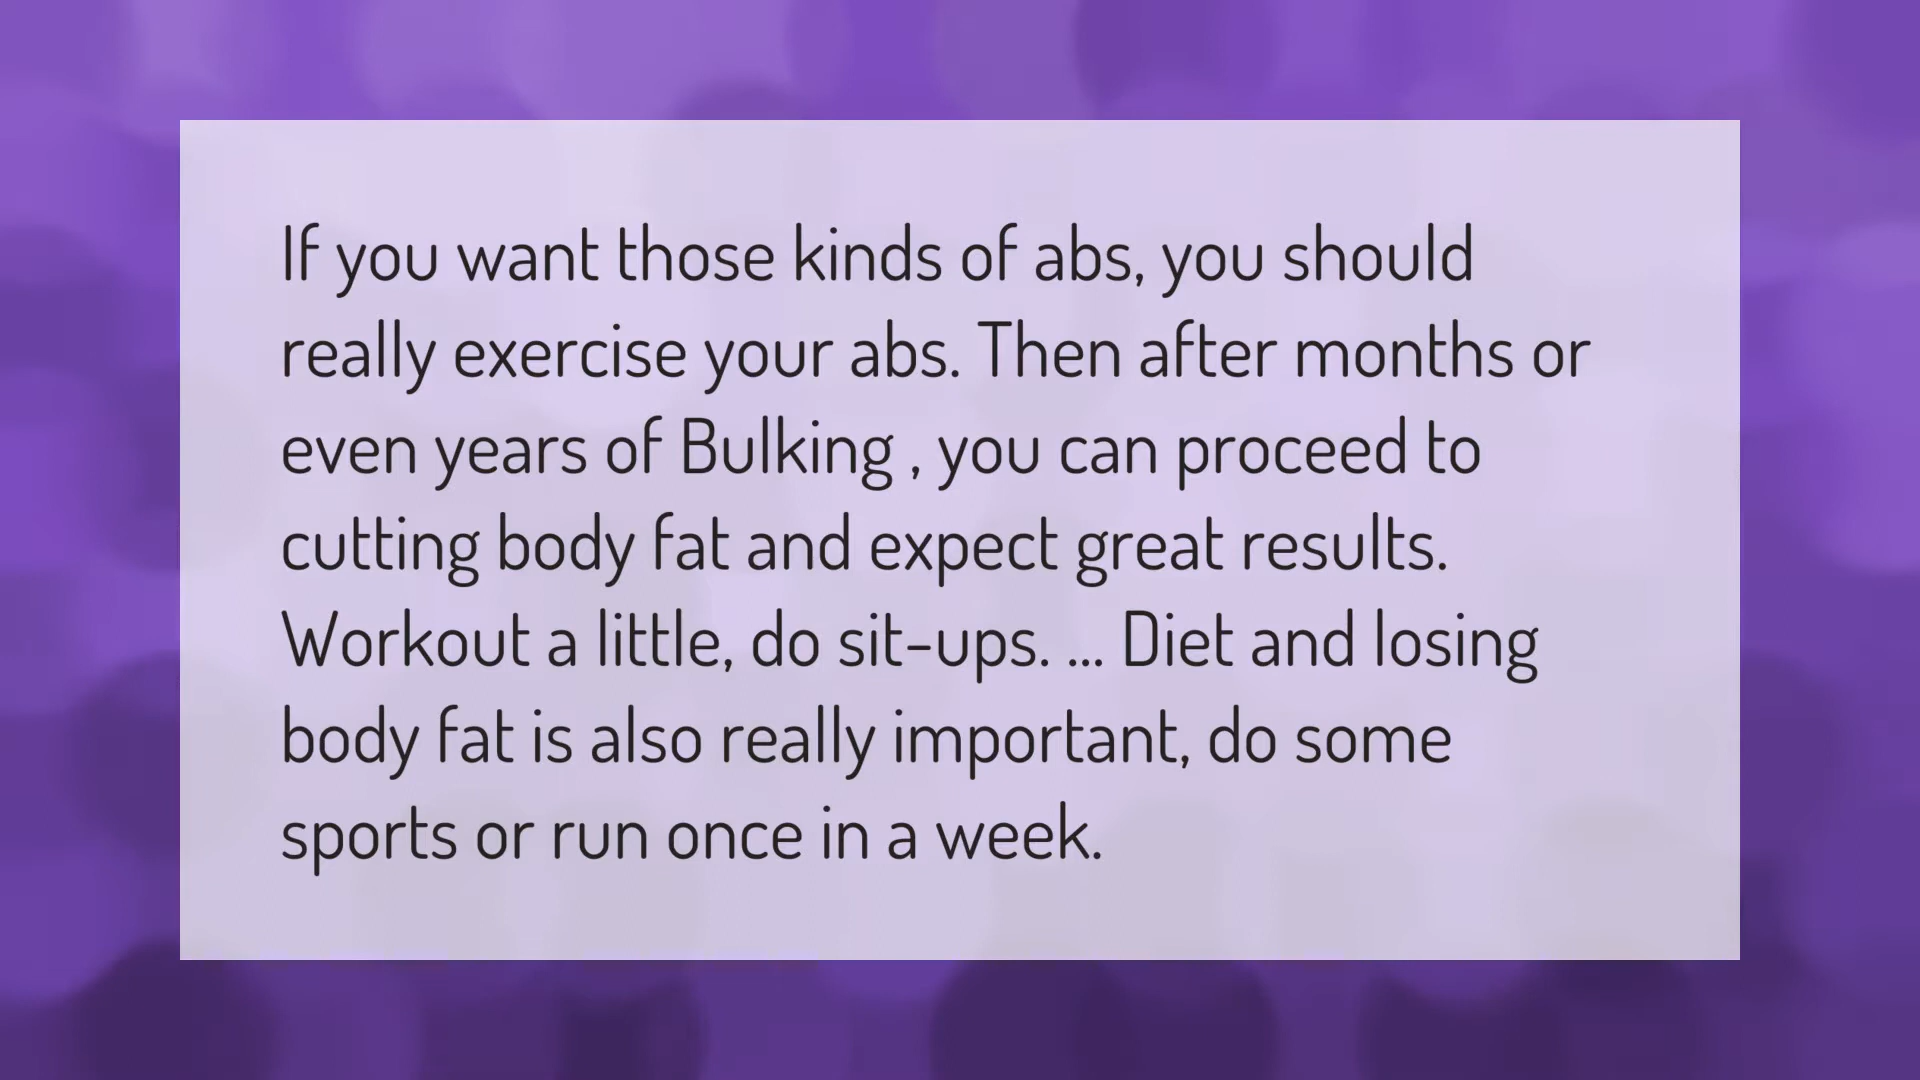 If you want those kinds of abs, you should
really exercise your abs. Then after months or
even years of Bulking , you can proceed to
cutting body fat and expect great results.
Workout a little, do sit-ups. ... Diet and losing
body fat is also really important, do some
sports or run once in a week.